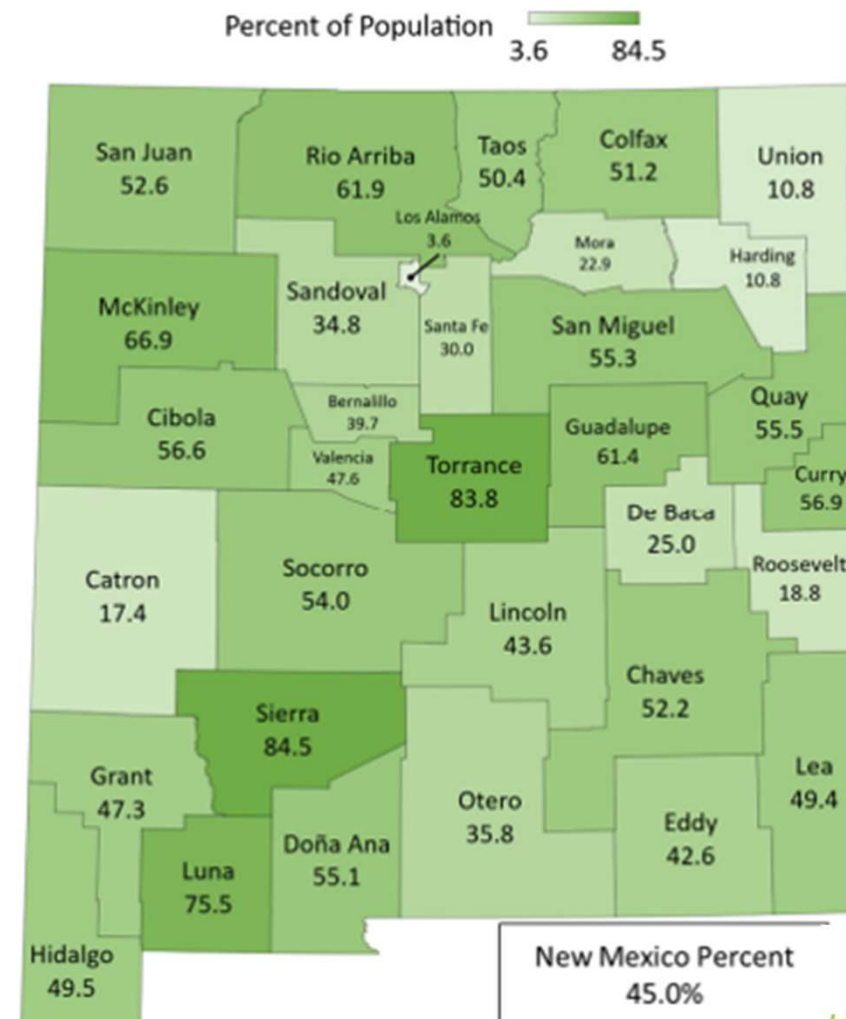 Percent of Population
3.6 84.5
San Juan
52.6
Rio Arriba
61.9
Taos
50.4
Colfax
51.2
Union
10.8
Los Alamos
3.6
Mora
22.9
Harding
10.8
McKinley
66.9
Sandoval
34.8
Santa Fe
30.0
San Miguel
55.3
Quay
55.5
Cibola
56.6
Bernalillo
39.7
Valencia
47.6
Torrance
83.8
Guadalupe
61.4
Curry
56.9
De Baca
25.0
Roosevelt
18.8
Catron
17.4
Socorro
54.0
Lincoln
43.6
Chaves
52.2
Sierra
84.5
Grant
47.3
Otero
35.8
Eddy
42.6
Lea
49.4
Luna
75.5
Doña Ana
55.1
Hidalgo
49.5
New Mexico Percent
45.0%